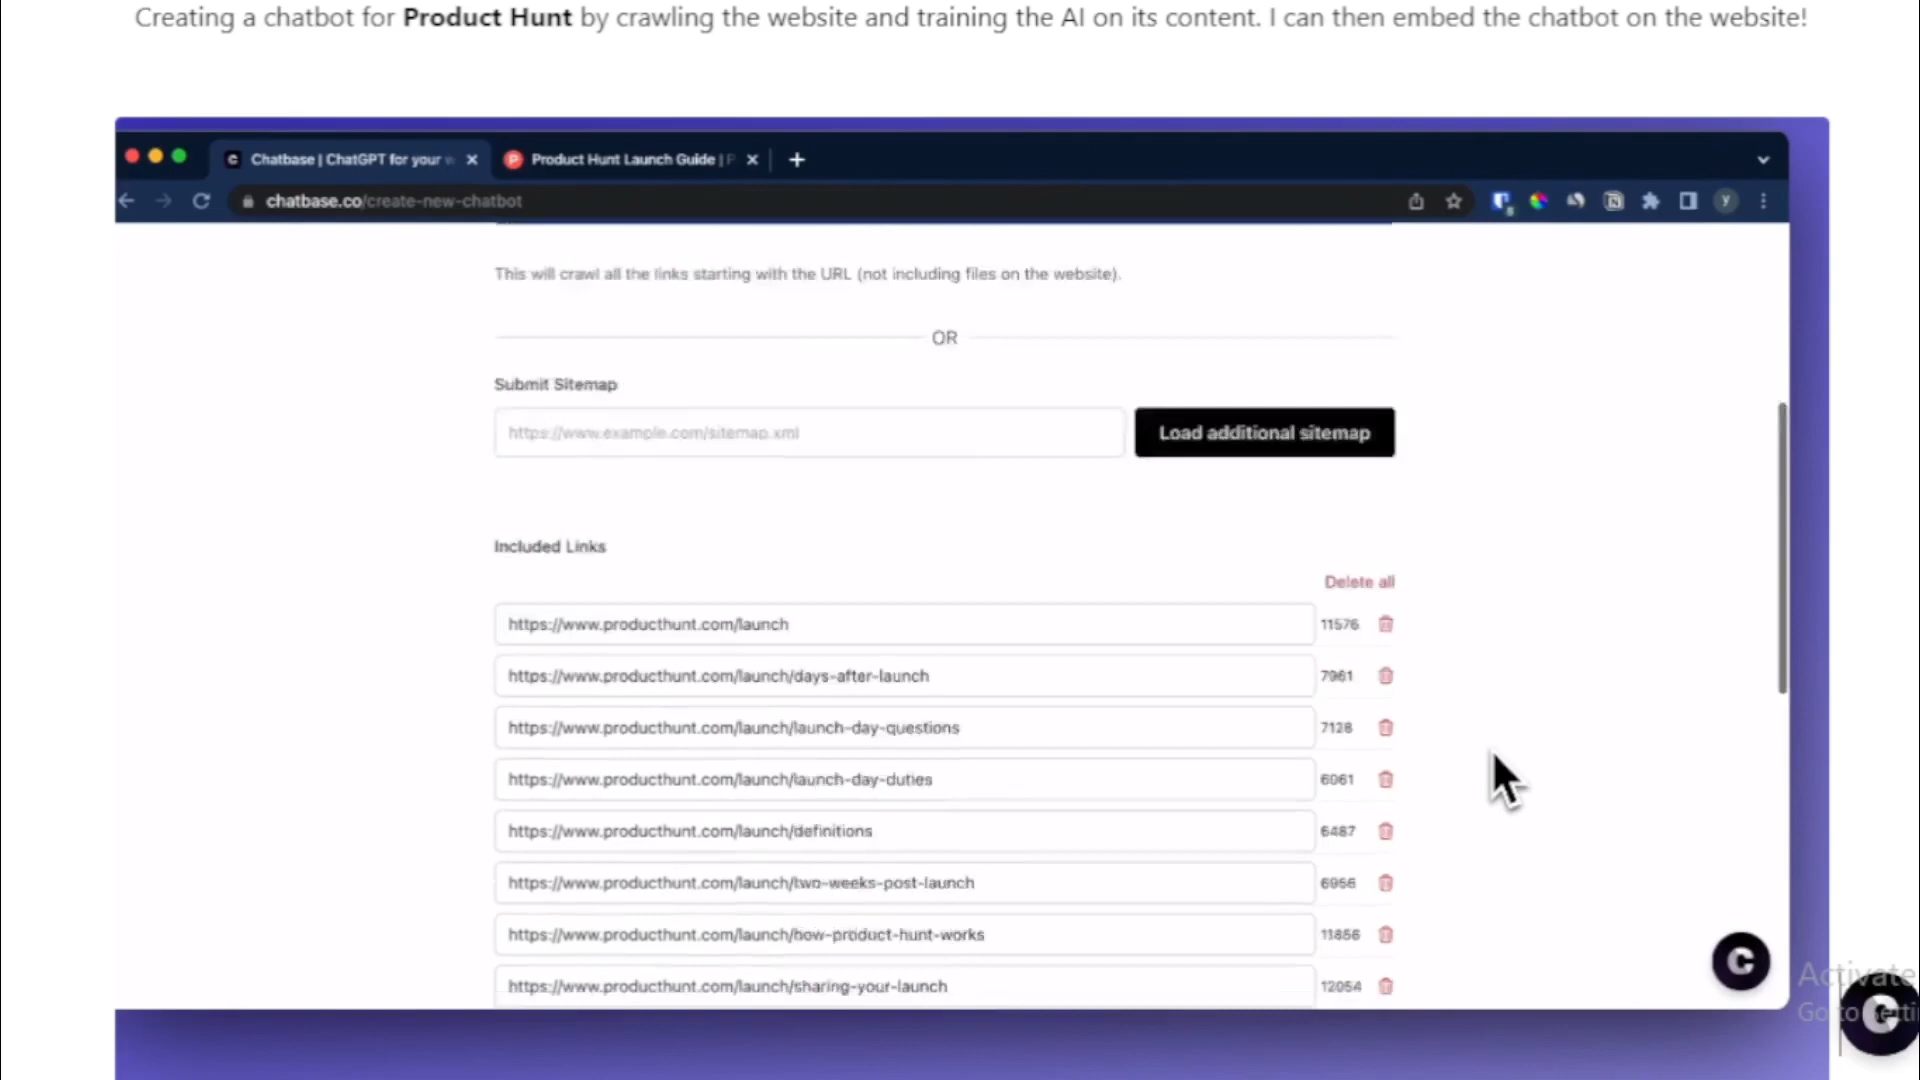 Creating a chatbot for Product Hunt by crawling the website and training the AI on its content. I can then embed the chatbot on the website!
Chatbase | ChatGPT for your w
Product Hunt Launch Guide | P
chatbase.co/create-new-chatbot
This will crawl all the links starting with the URL (not including files on the website).
OR
Submit Sitemap
https://www.example.com/sitemap.xml
Load additional sitemap
Included Links
Delete all
https://www.producthunt.com/launch 11576
https://www.producthunt.com/launch/days-after-launch 7961
https://www.producthunt.com/launch/launch-day-questions 7128
https://www.producthunt.com/launch/launch-day-duties 6061
https://www.producthunt.com/launch/definitions 6487
https://www.producthunt.com/launch/two-weeks-post-launch 6956
https://www.producthunt.com/launch/how-product-hunt-works 11856
https://www.producthunt.com/launch/sharing-your-launch 12054
Activate
Go to